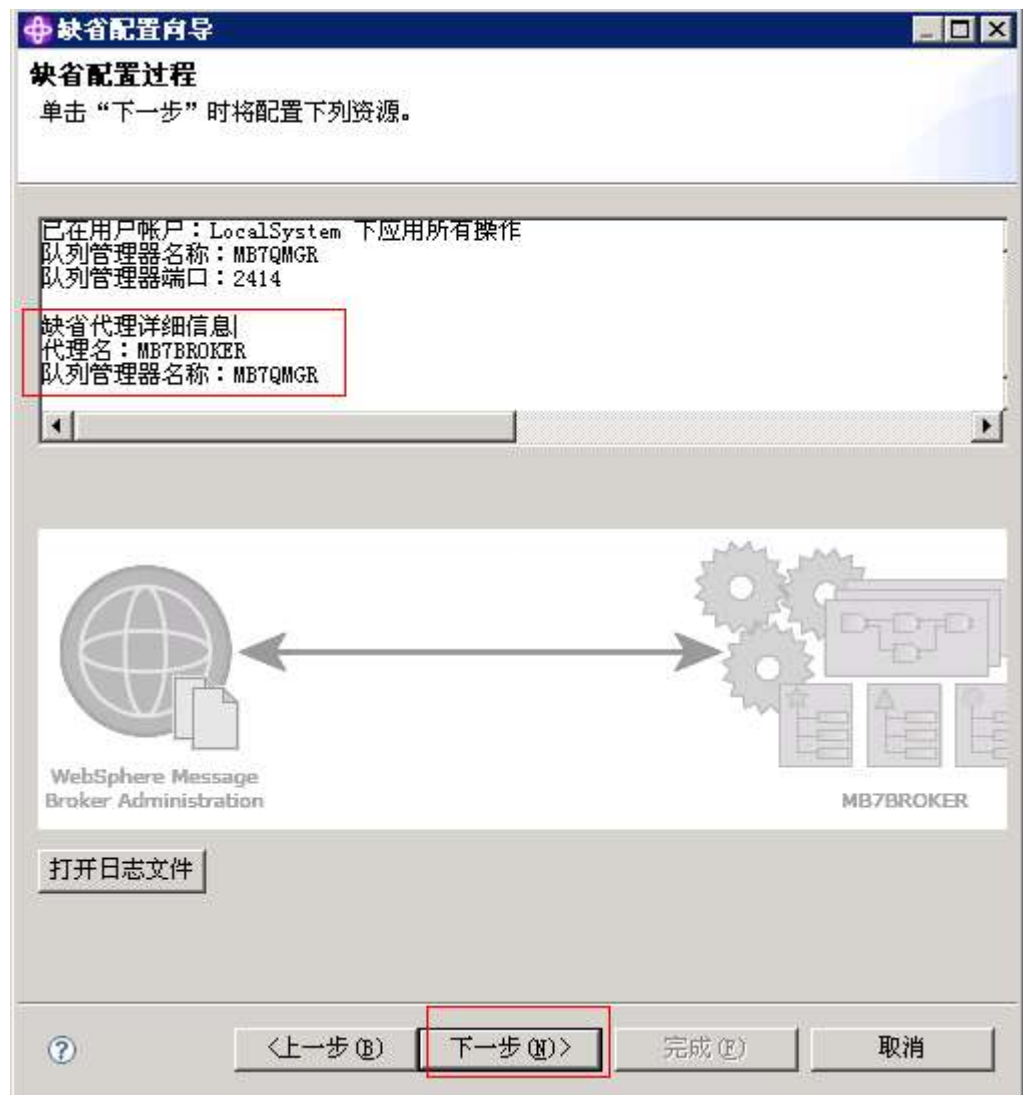 缺省配置向导
缺省配置过程
单击“下一步”时将配置下列资源。
已在用户帐户：LocalSystem 下应用所有操作
队列管理器名称：MB7QMGR
队列管理器端口：2414
缺省代理详细信息
代理名：MB7BROKER
队列管理器名称：MB7QMGR
WebSphere Message
Broker Administration
MB7BROKER
打开日志文件
<上一步(B)
下一步(N)>
完成(F)
取消